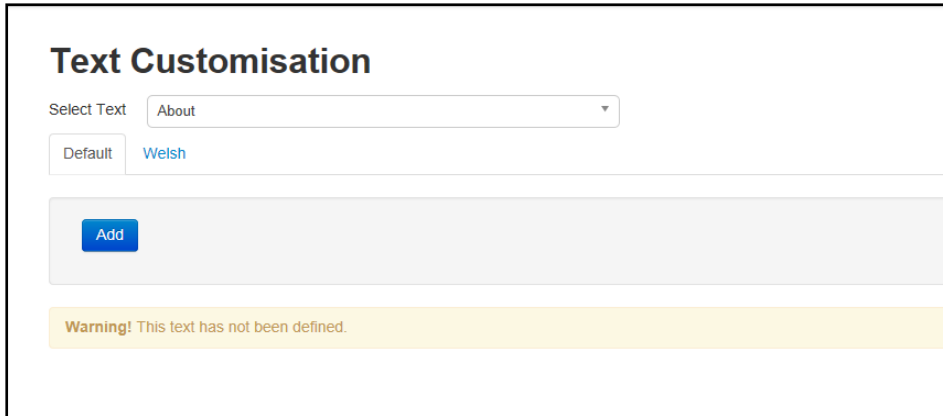 Text Customisation
Select Text About
Default Welsh
Add
Warning! This text has not been defined.